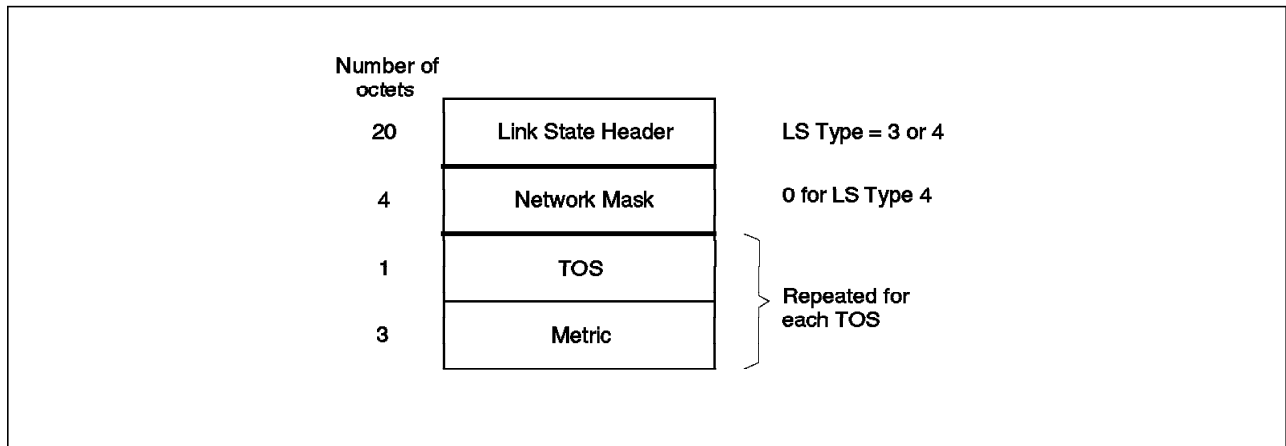 Number of
octets
20 Link State Header LS Type = 3 or 4
4 Network Mask 0 for LS Type 4
1 TOS
Repeated for
each TOS
3 Metric